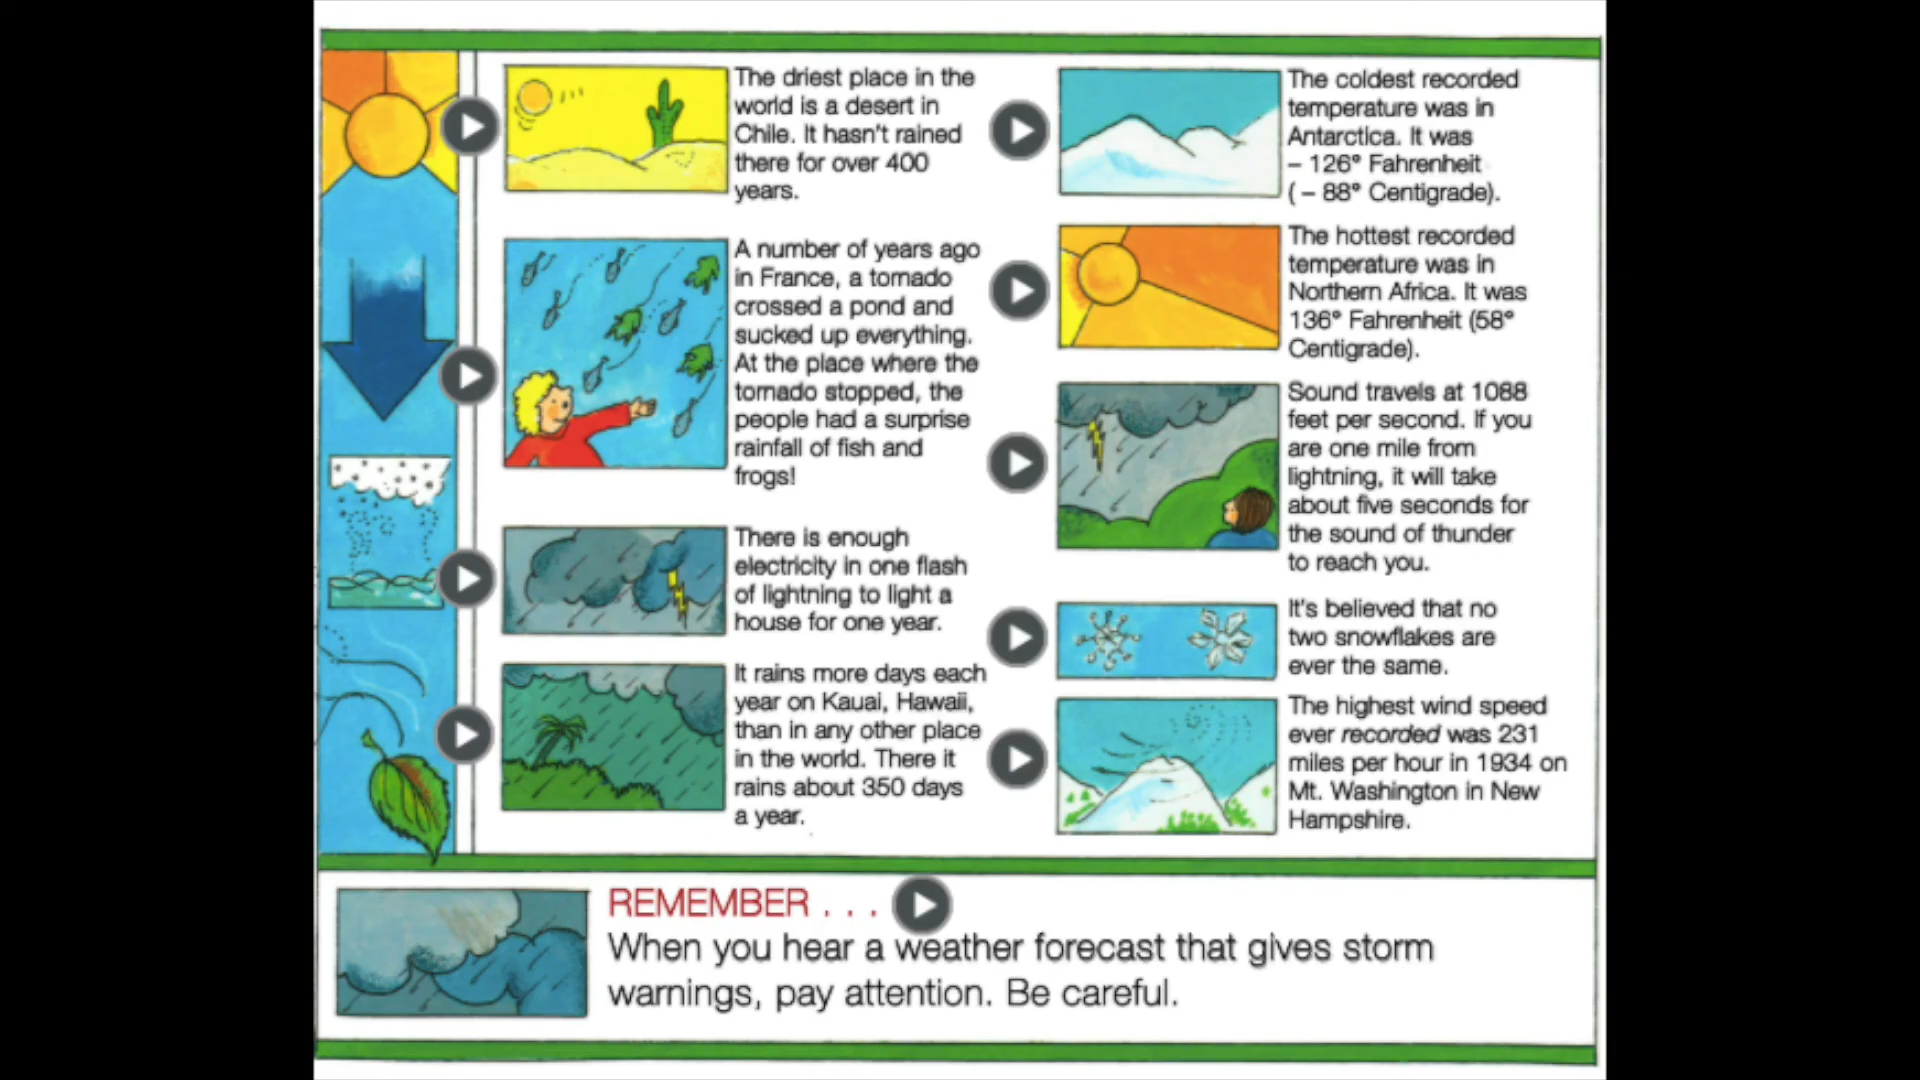 The driest place in the
world is a desert in
Chile. It hasn't rained
there for over 400
years.
A number of years ago
in France, a tornado
crossed a pond and
sucked up everything.
At the place where the
tornado stopped, the
people had a surprise
rainfall of fish and
frogs!
There is enough
electricity in one flash
of lightning to light a
house for one year.
It rains more days each
year on Kauai, Hawaii,
than in any other place
in the world. There it
rains about 350 days
a year.
The coldest recorded
temperature was in
Antarctica. It was
– 126° Fahrenheit
( – 88° Centigrade).
The hottest recorded
temperature was in
Northern Africa. It was
136° Fahrenheit (58°
Centigrade).
Sound travels at 1088
feet per second. If you
are one mile from
lightning, it will take
about five seconds for
the sound of thunder
to reach you.
It's believed that no
two snowflakes are
ever the same.
The highest wind speed
ever recorded was 231
miles per hour in 1934 on
Mt. Washington in New
Hampshire.
REMEMBER . . .
When you hear a weather forecast that gives storm
warnings, pay attention. Be careful.